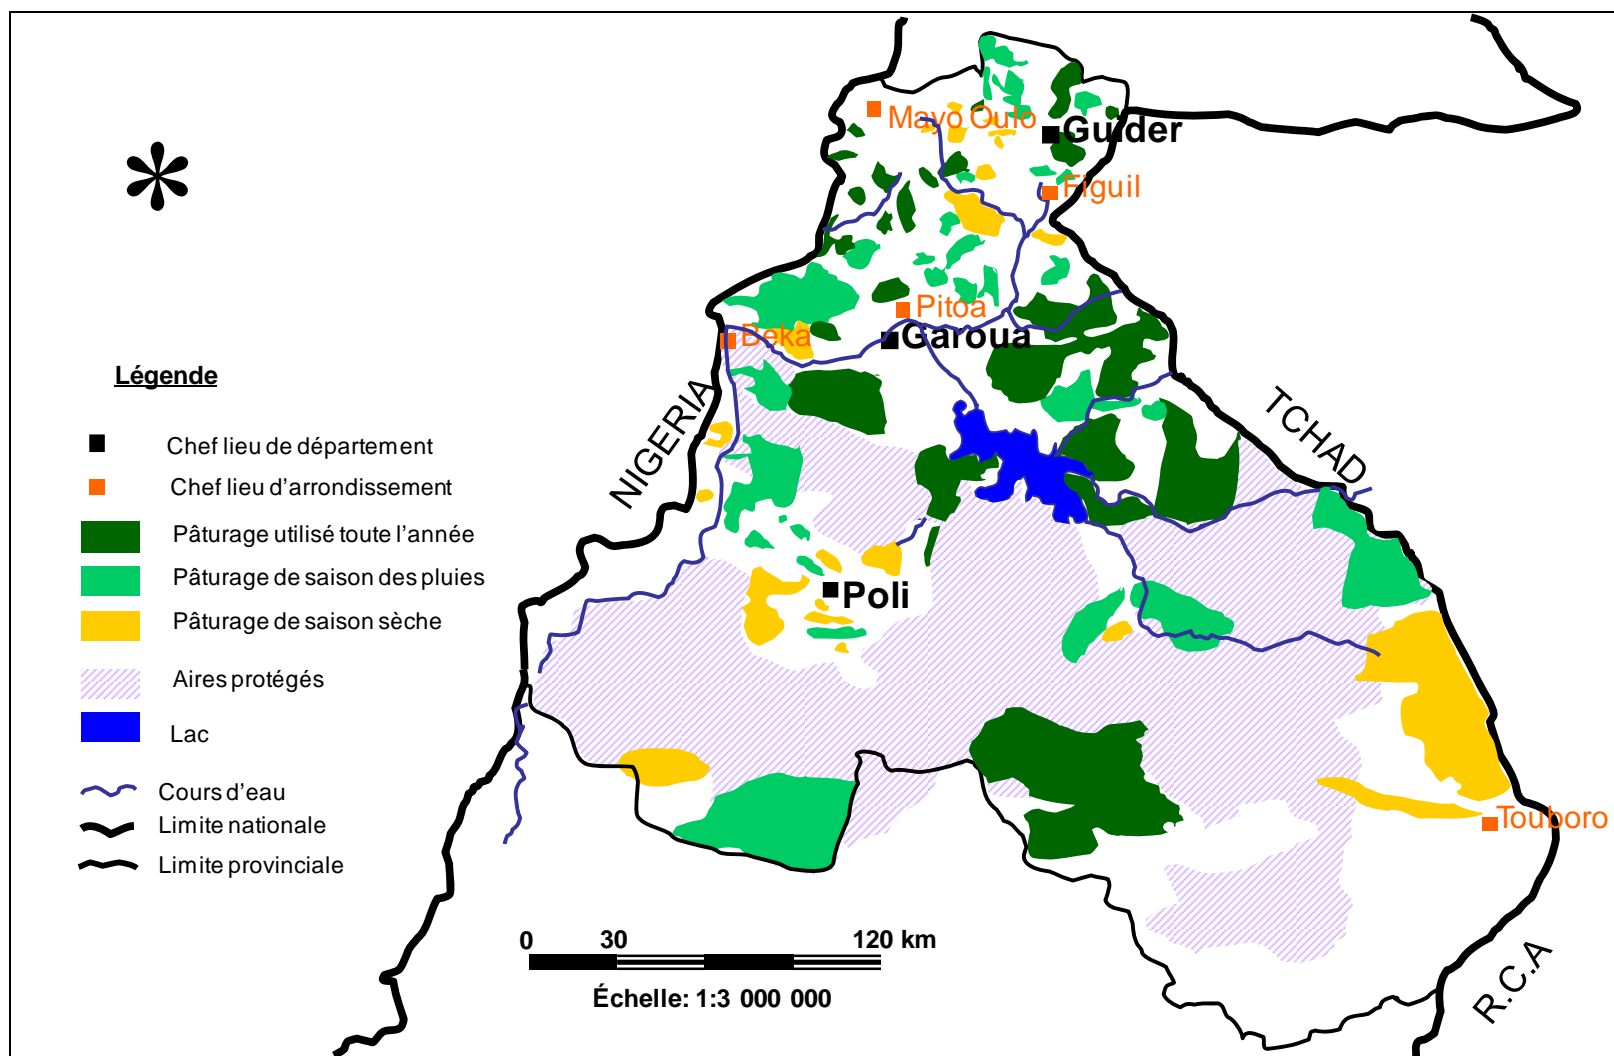 Mayo Oulo
Guider
Figuil
Pitoa
Garoua
Beka
NIGERIA
TCHAD
Poli
Touboro
R.C.A
Légende
Chef lieu de département
Chef lieu d'arrondissement
Pâturage utilisé toute l'année
Pâturage de saison des pluies
Pâturage de saison sèche
Aires protégés
Lac
Cours d'eau
Limite nationale
Limite provinciale
0 30 120 km
Échelle: 1:3 000 000